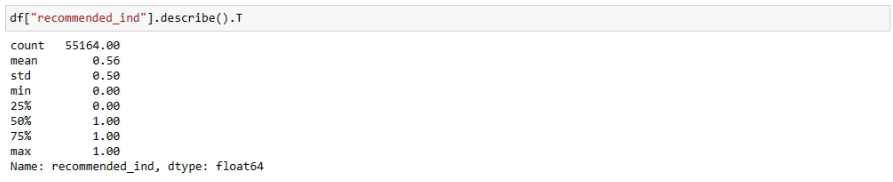 df["recommended_ind"].describe().T
count   55164.00
mean        0.56
std         0.50
min         0.00
25%         0.00
50%         1.00
75%         1.00
max         1.00
Name: recommended_ind, dtype: float64